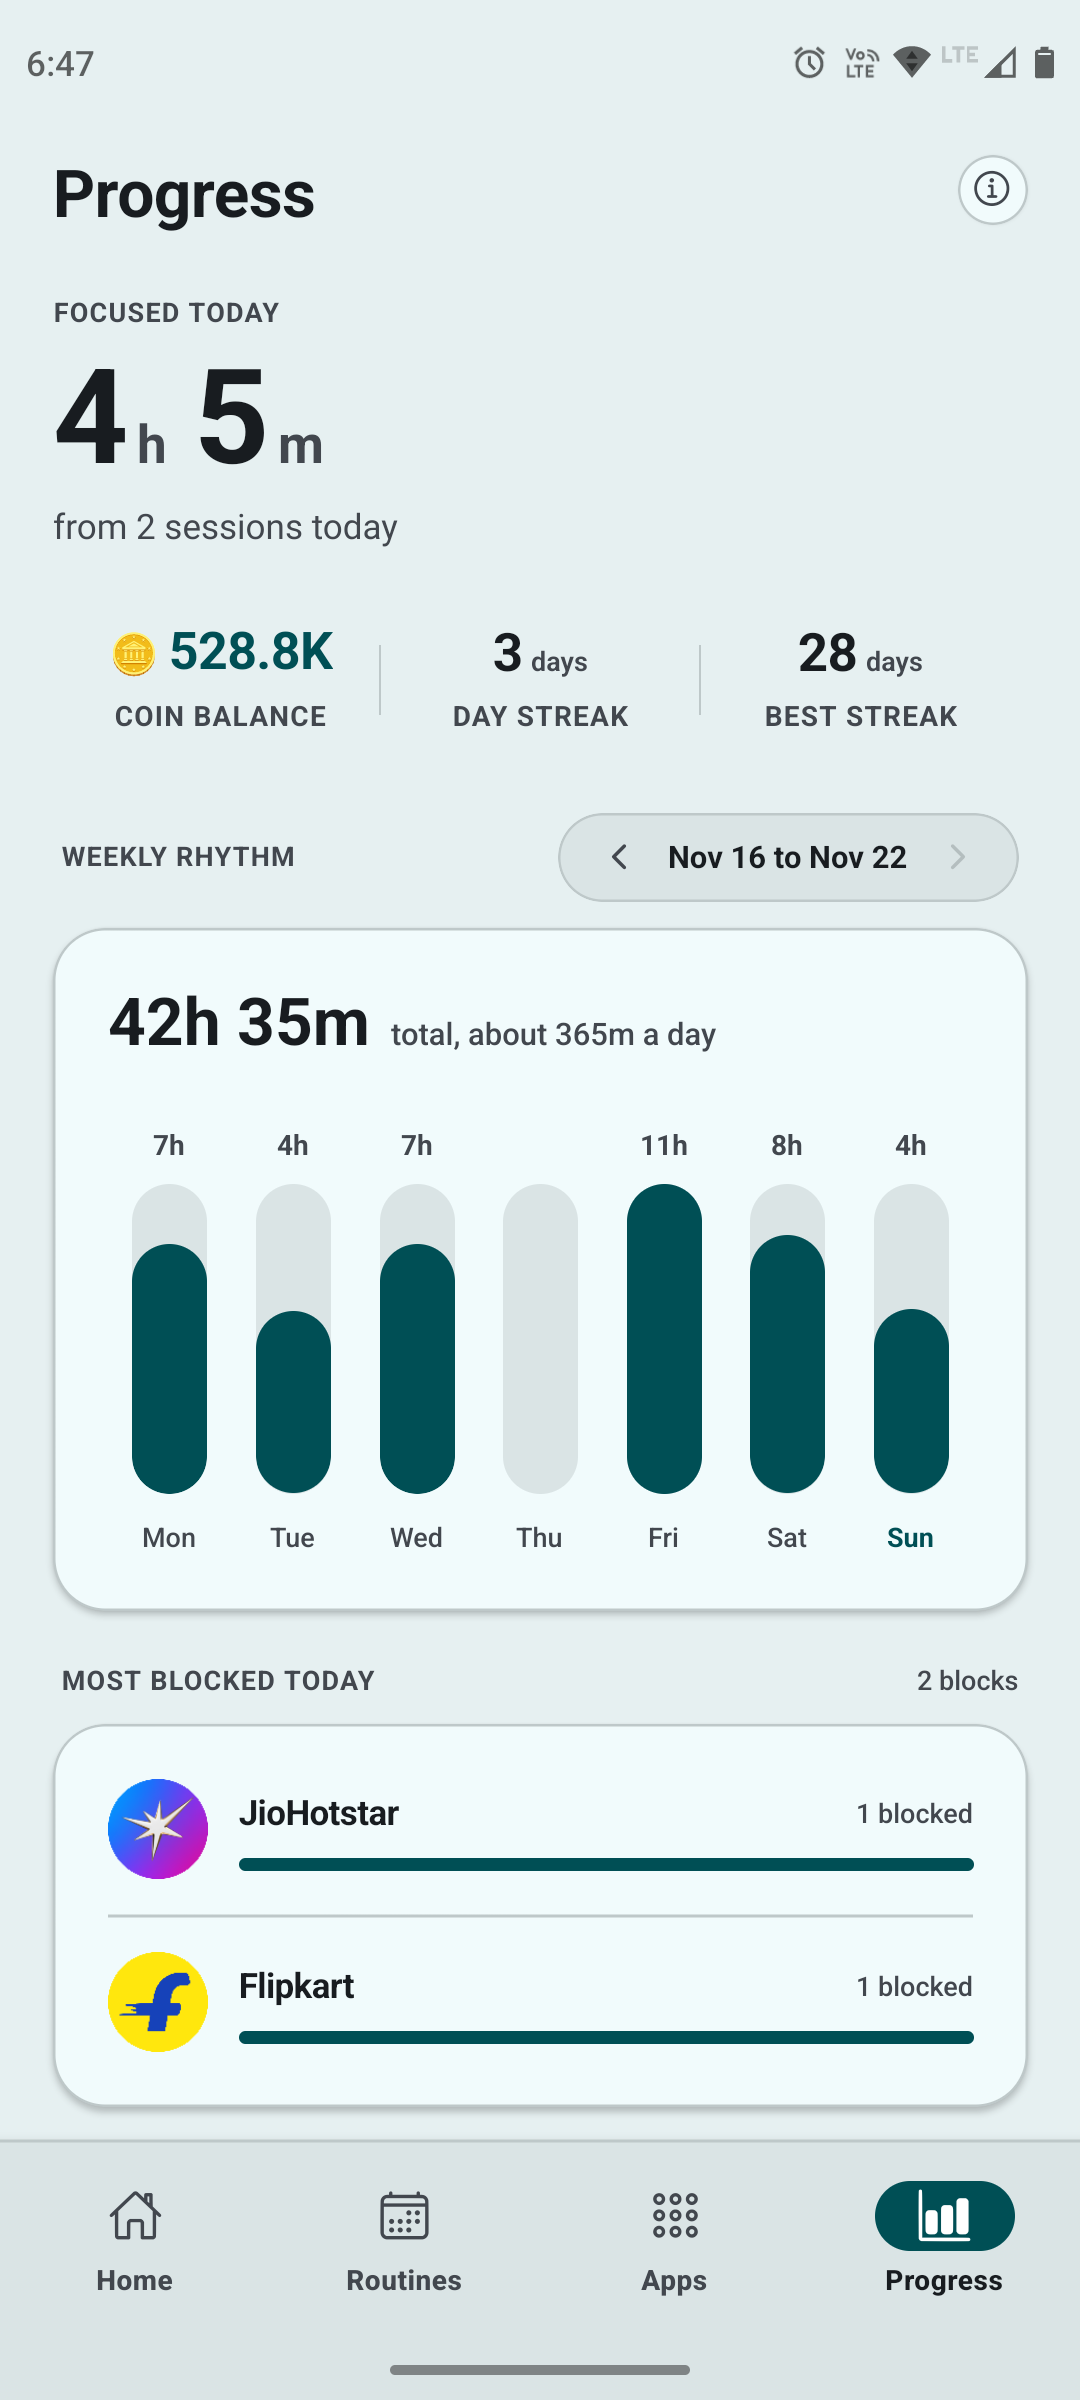 6:47
Vo LTE
LTE
Progress
FOCUSED TODAY
4h 5m
from 2 sessions today
528.8K
COIN BALANCE
3 days
DAY STREAK
28 days
BEST STREAK
WEEKLY RHYTHM
Nov 16 to Nov 22
42h 35m total, about 365m a day
7h 4h 7h 11h 8h 4h
Mon Tue Wed Thu Fri Sat Sun
MOST BLOCKED TODAY
2 blocks
JioHotstar
1 blocked
Flipkart
1 blocked
Home
Routines
Apps
Progress